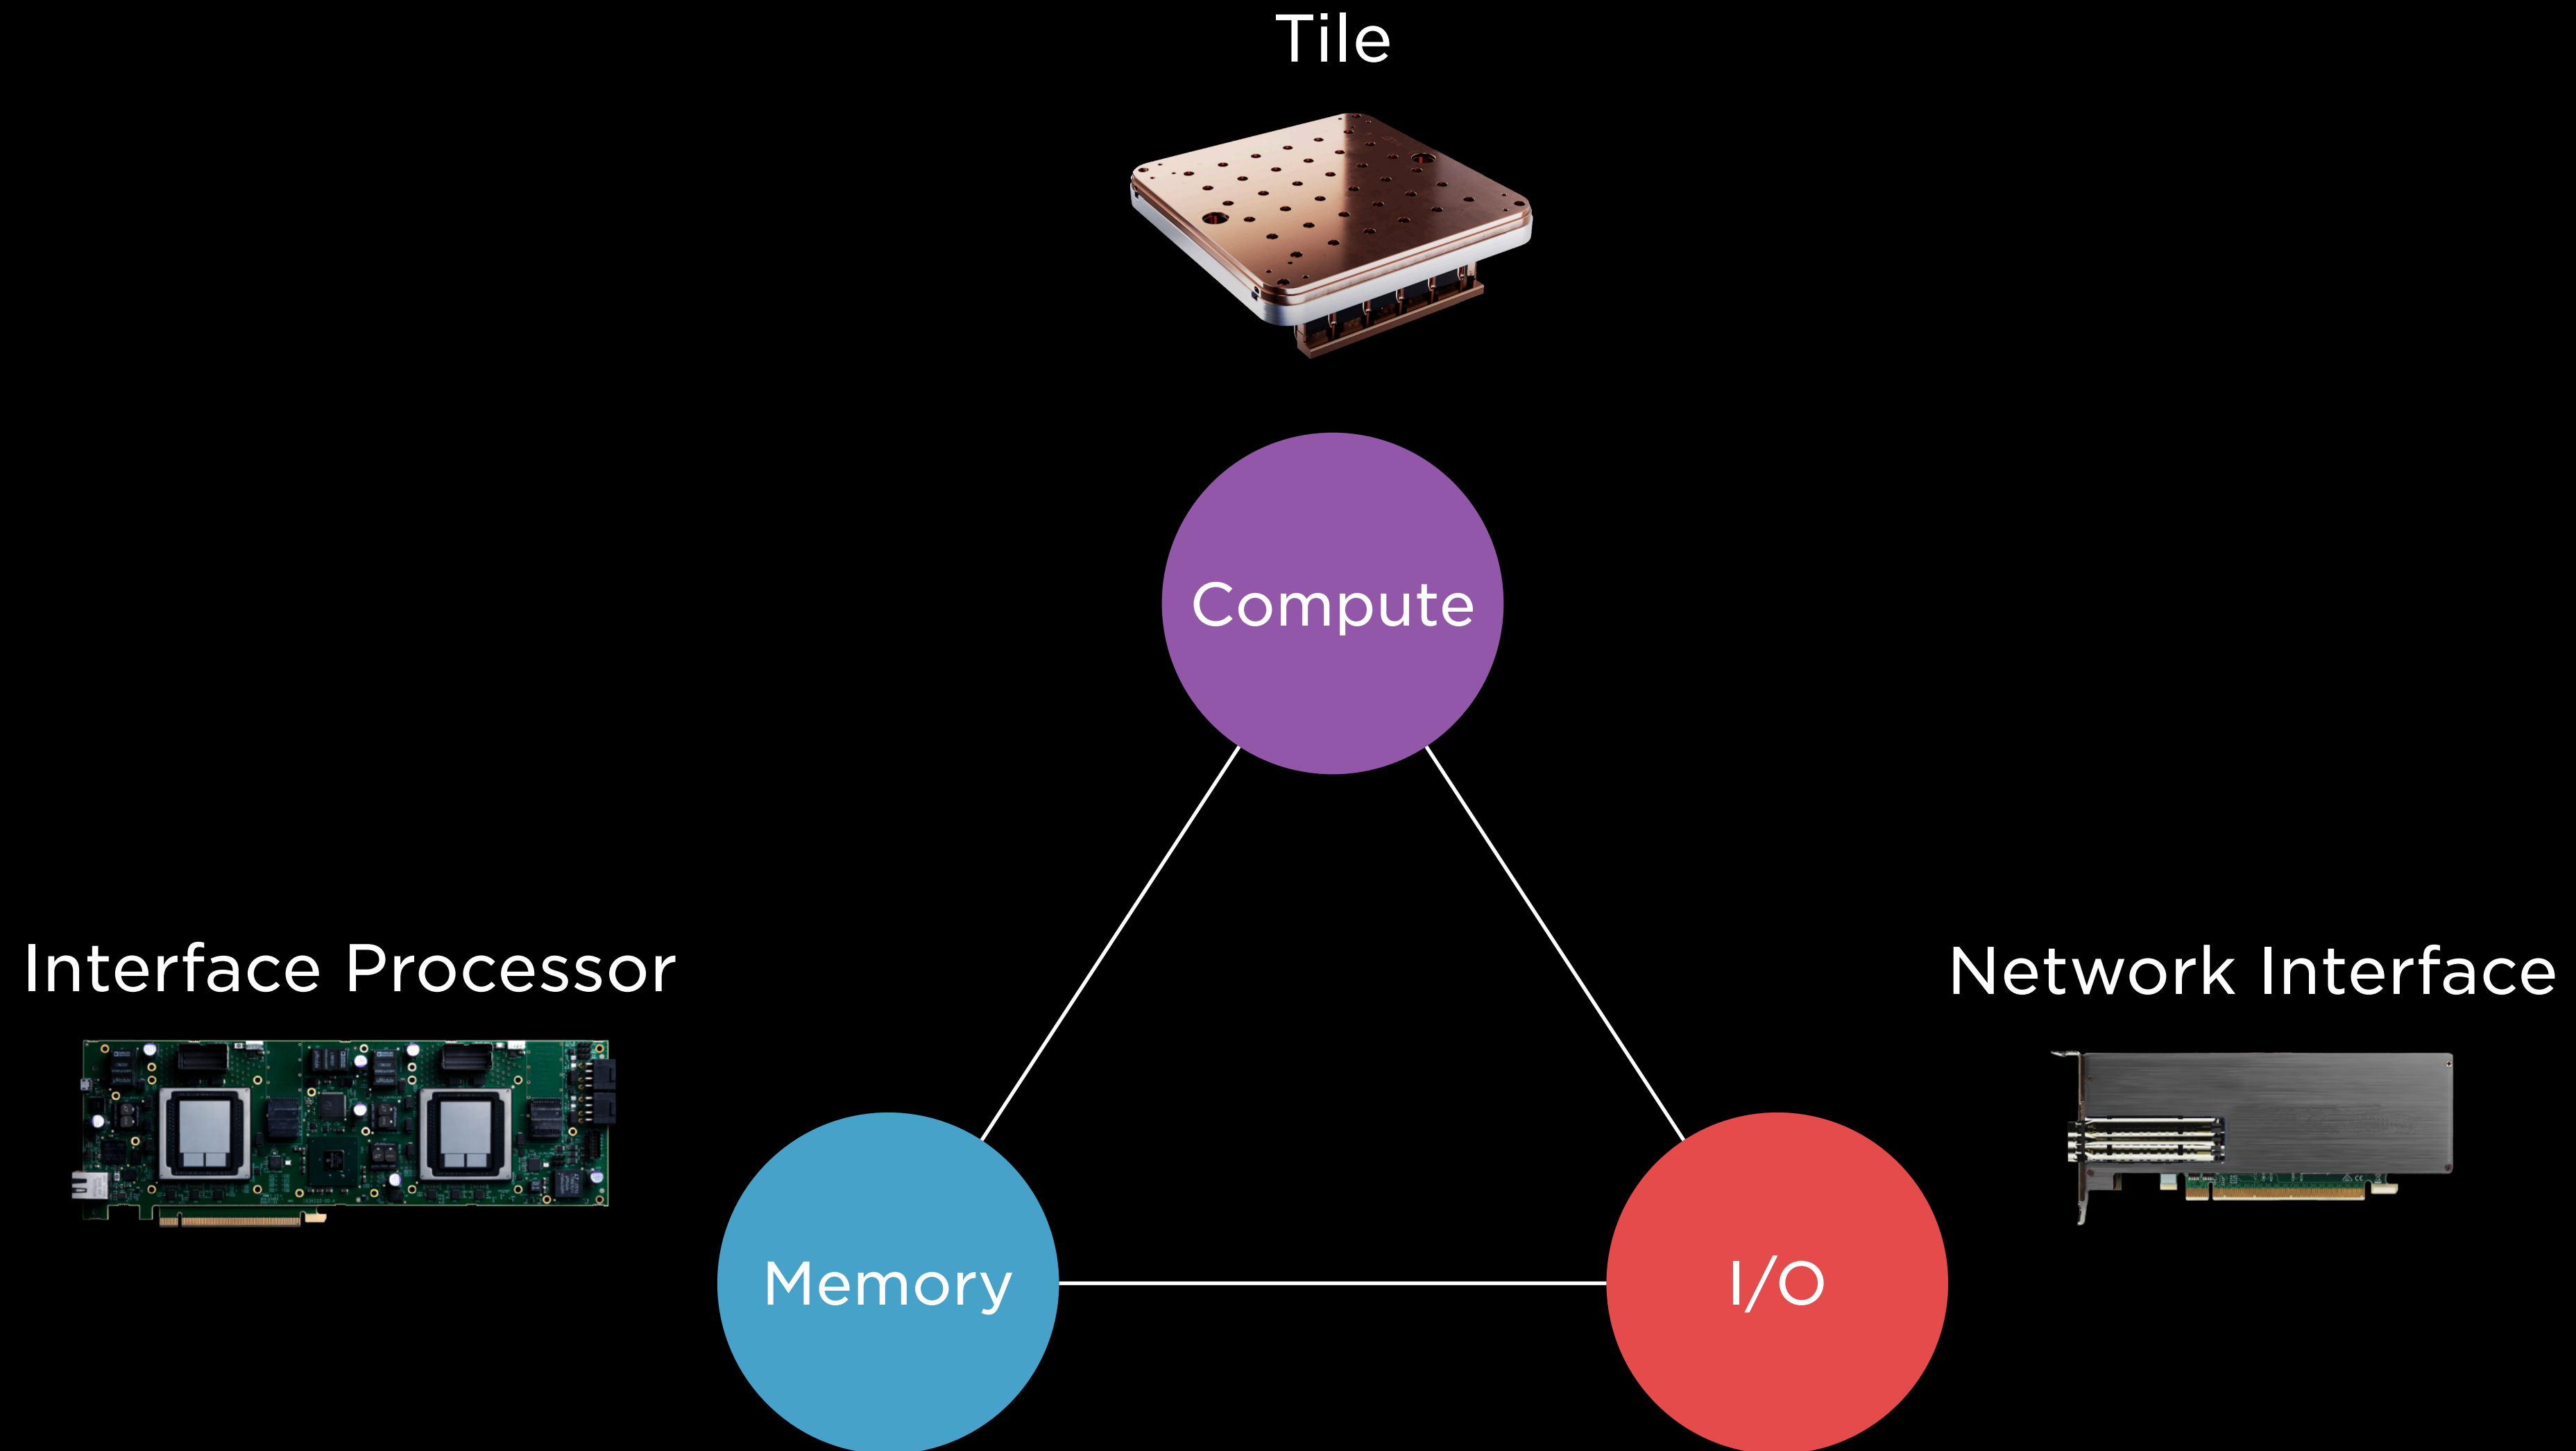 Tile
Compute
Interface Processor
Network Interface
Memory
I/O